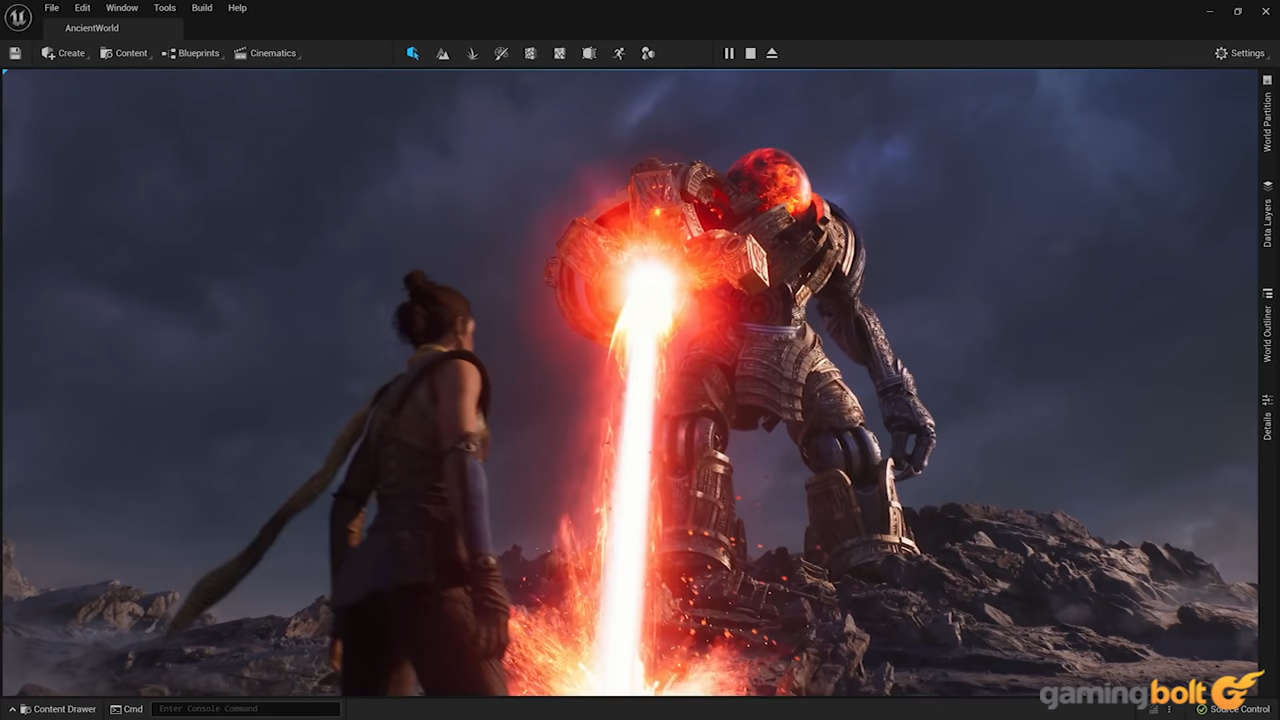 File Edit Window Tools Build Help
AncientWorld
Create Content Blueprints Cinematics Settings
World Partition
Data Layers
World Outliner
Details
gamingbolt
Content Drawer Cmd Enter Console Command Source Control